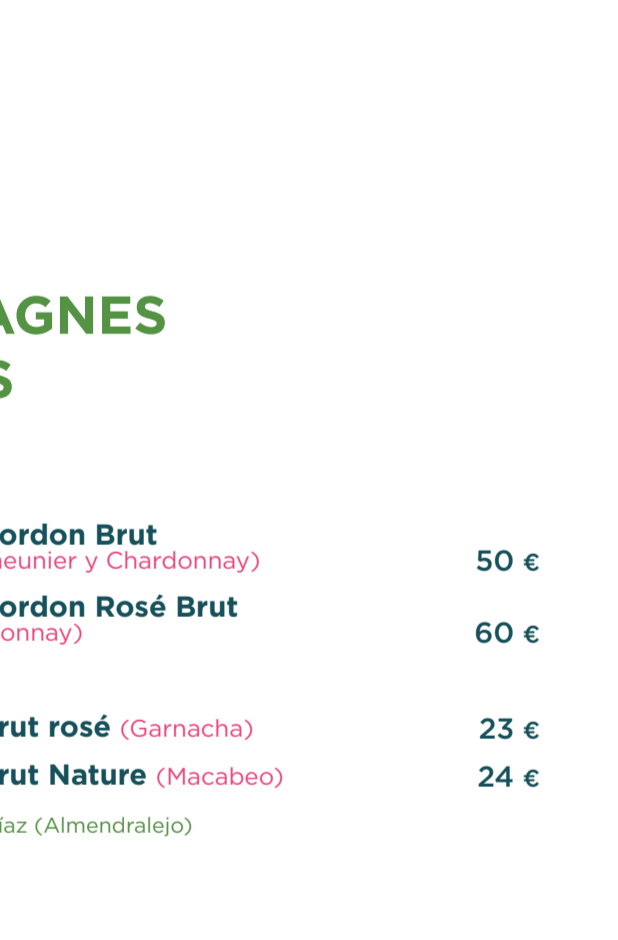 AGNES
S
ordon Brut
eunier y Chardonnay) 50 €
ordon Rosé Brut
onnay) 60 €
rut rosé (Garnacha) 23 €
rut Nature (Macabeo) 24 €
íaz (Almendralejo)